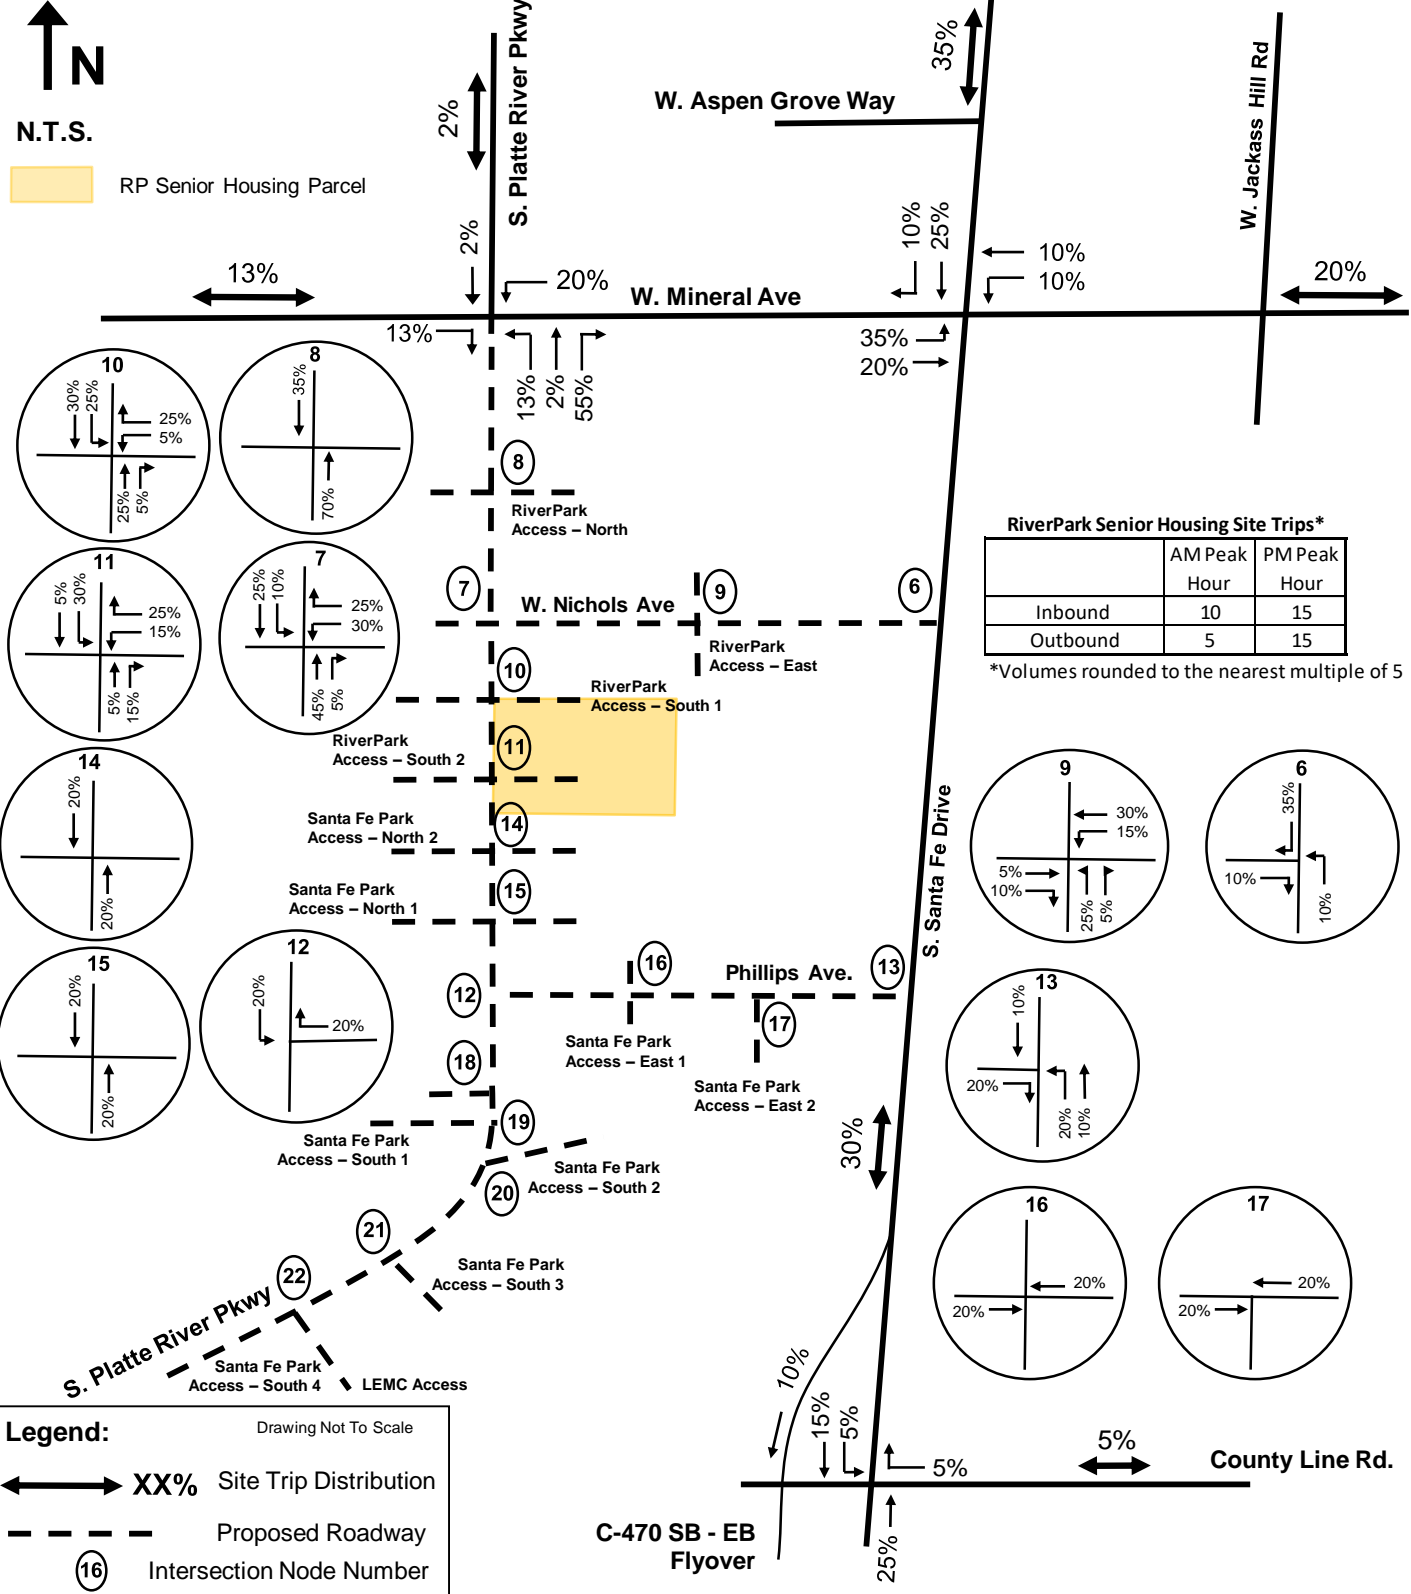 N
N.T.S.
RP Senior Housing Parcel
S. Platte River Pkwy
2%
35%
W. Aspen Grove Way
W. Jackass Hill Rd
2%
20%
13%
W. Mineral Ave
10%
25%
10%
10%
20%
13%
13%
2%
55%
35%
20%
10
30%
25%
25%
5%
25%
5%
8
35%
70%
8
RiverPark
Access – North
11
5%
30%
25%
15%
5%
15%
7
25%
10%
25%
30%
45%
5%
7
W. Nichols Ave
9
6
RiverPark
Access – East
RiverPark Senior Housing Site Trips*
AM Peak Hour
PM Peak Hour
Inbound 10 15
Outbound 5 15
*Volumes rounded to the nearest multiple of 5
10
RiverPark
Access – South 1
11
RiverPark
Access – South 2
14
20%
20%
Santa Fe Park
Access – North 2
14
Santa Fe Park
Access – North 1
15
S. Santa Fe Drive
9
30%
15%
5%
10%
25%
5%
6
35%
10%
10%
15
20%
20%
12
20%
20%
12
16
Phillips Ave.
13
17
Santa Fe Park
Access – East 1
Santa Fe Park
Access – East 2
13
10%
20%
20%
10%
18
19
Santa Fe Park
Access – South 1
Santa Fe Park
Access – South 2
20
30%
21
Santa Fe Park
Access – South 3
22
S. Platte River Pkwy
Santa Fe Park
Access – South 4
LEMC Access
16
20%
20%
17
20%
20%
10%
15%
5%
5%
5%
County Line Rd.
25%
C-470 SB - EB
Flyover
Legend:
Drawing Not To Scale
XX% Site Trip Distribution
Proposed Roadway
16 Intersection Node Number